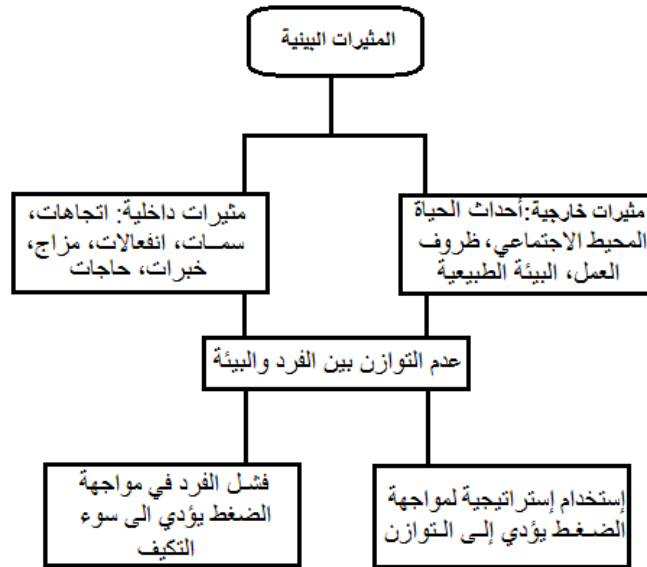 المثيرات البيئية
مثيرات خارجية:أحداث الحياة
المحيط الاجتماعي، ظروف
العمل، البيئة الطبيعية
مثيرات داخلية: اتجاهات،
سمــات، انفعالات، مزاج،
خبرات، حاجات
عدم التوازن بين الفرد والبيئة
إستخدام إستراتيجية لمواجهة
الضـغـط يؤدي إلـى الـتوازن
فشـل الفرد في مواجهة
الضغط يؤدي الى سوء
التكيف